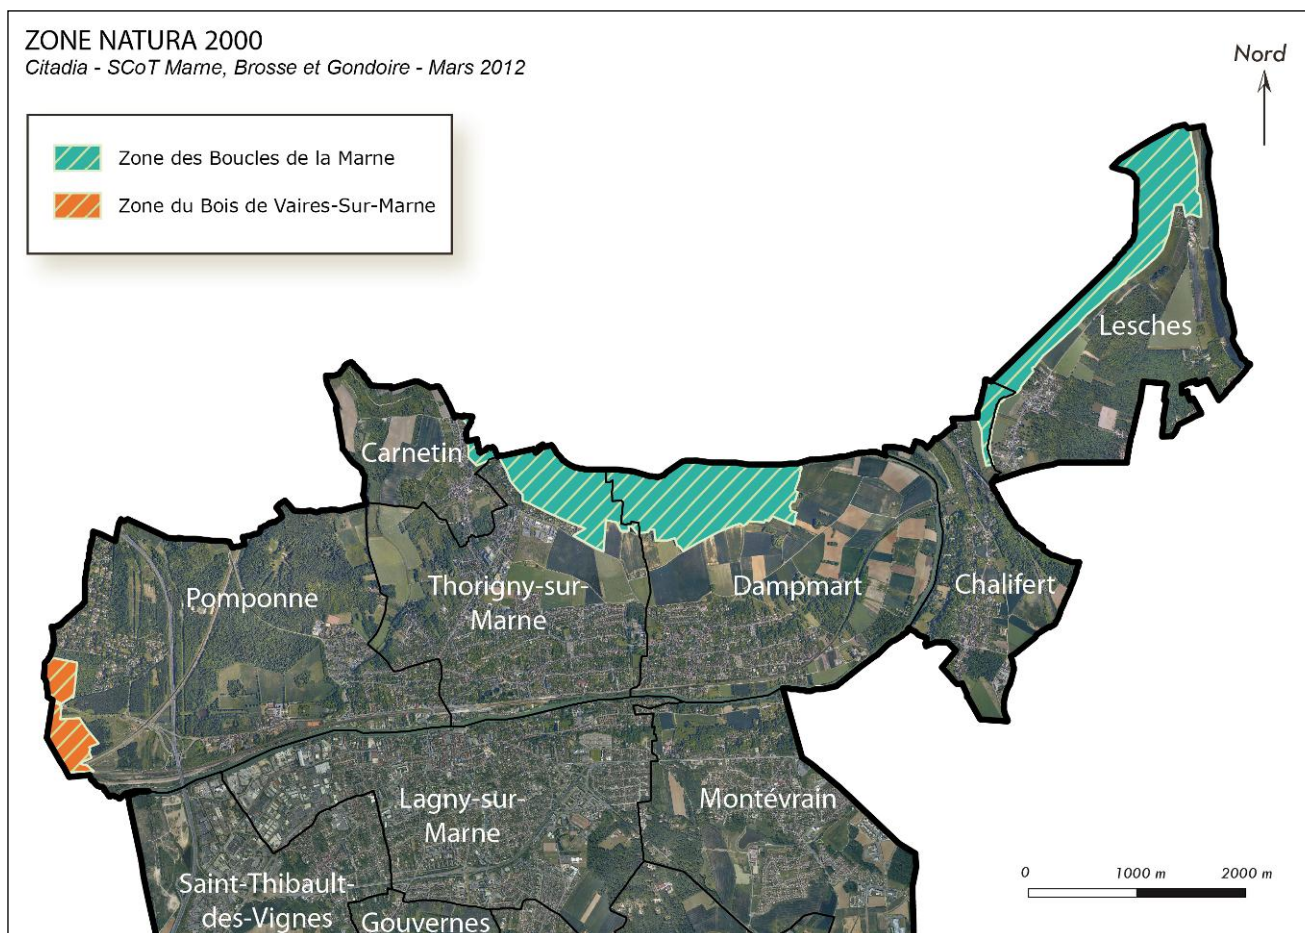 ZONE NATURA 2000
Citadia - SCoT Marne, Brosse et Gondoire - Mars 2012
Nord
Zone des Boucles de la Marne
Zone du Bois de Vaires-Sur-Marne
Lesches
Carnetin
Pomponne
Thorigny-sur-
Marne
Dampmart
Chalifert
Lagny-sur-
Marne
Montévrain
Saint-Thibault-
des-Vignes
Gouvernes
0 1000 m 2000 m